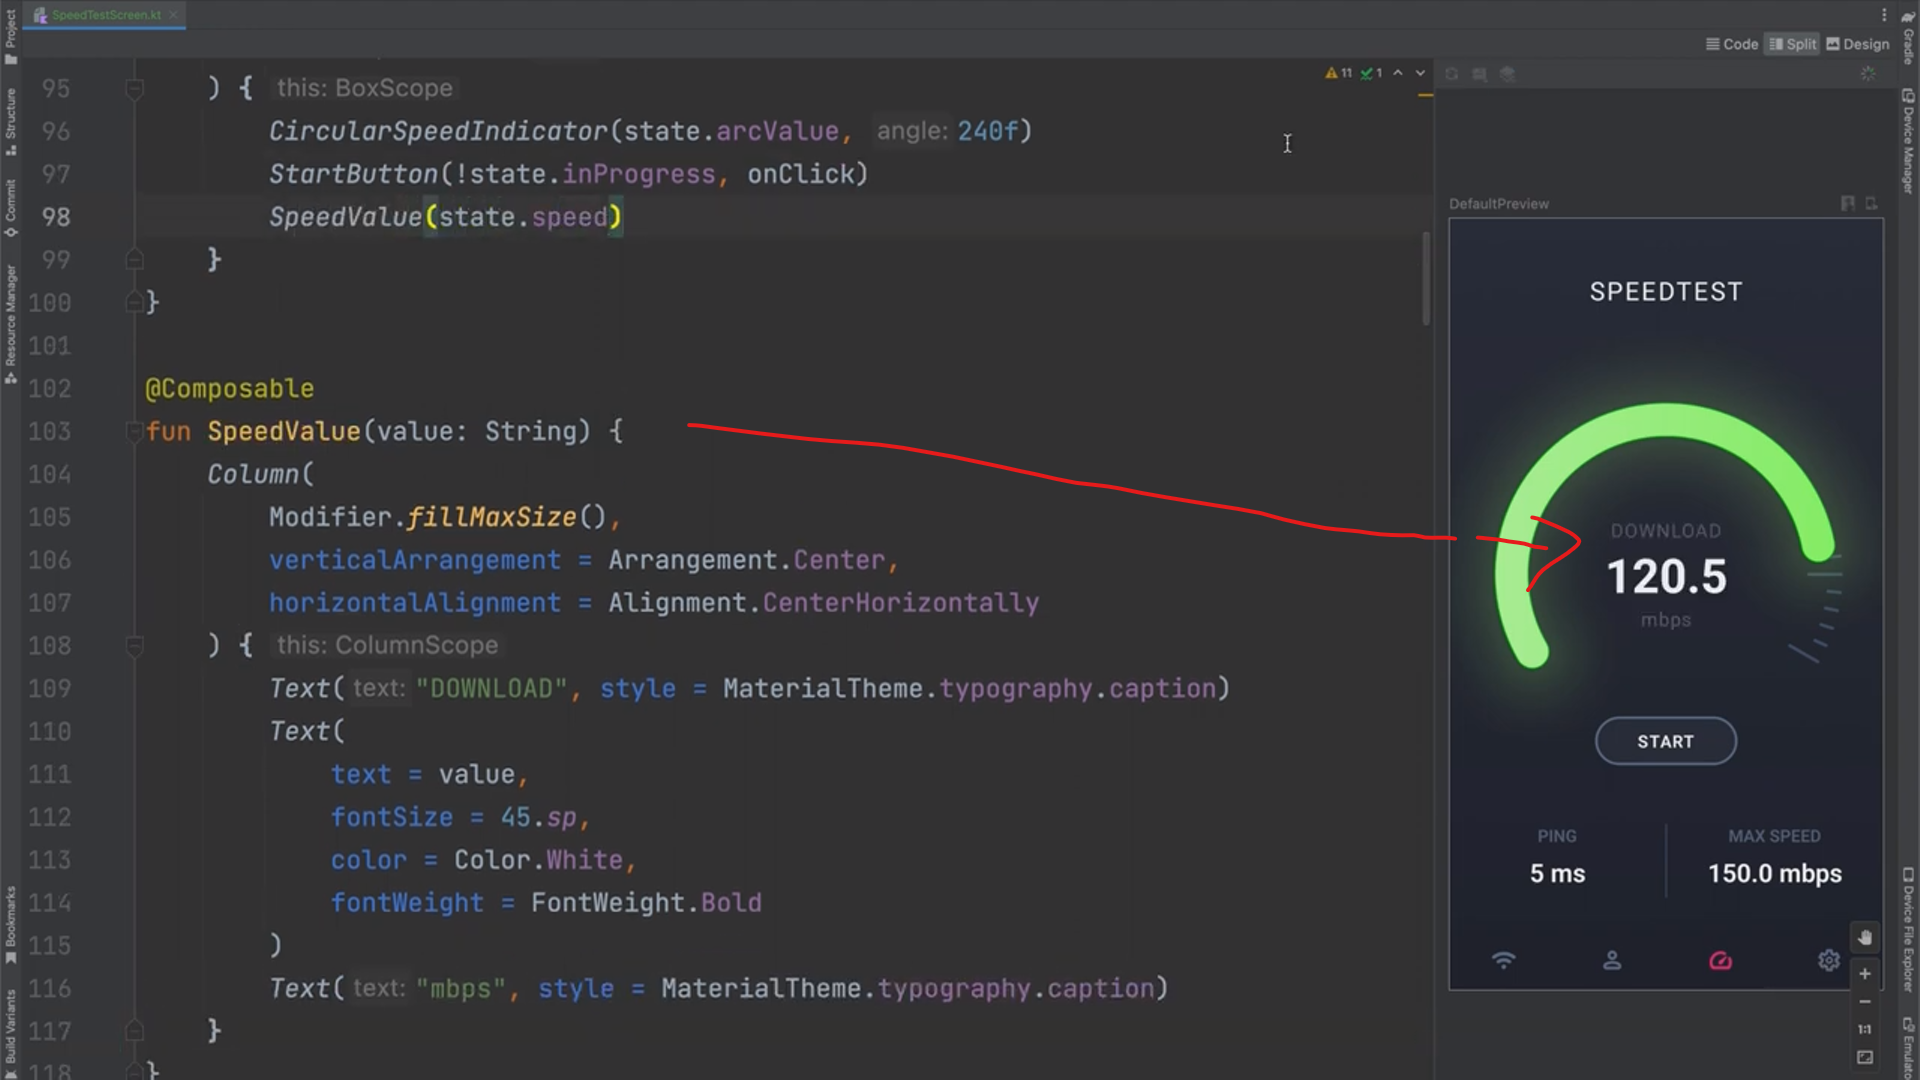 SpeedTestScreen.kt
Code Split Design
11 1
95 ) { this: BoxScope
96 CircularSpeedIndicator(state.arcValue, angle: 240f)
97 StartButton(!state.inProgress, onClick)
98 SpeedValue(state.speed)
99 }
100 }
101
102 @Composable
103 fun SpeedValue(value: String) {
104 Column(
105 Modifier.fillMaxSize(),
106 verticalArrangement = Arrangement.Center,
107 horizontalAlignment = Alignment.CenterHorizontally
108 ) { this: ColumnScope
109 Text( text: "DOWNLOAD", style = MaterialTheme.typography.caption)
110 Text(
111 text = value,
112 fontSize = 45.sp,
113 color = Color.White,
114 fontWeight = FontWeight.Bold
115 )
116 Text( text: "mbps", style = MaterialTheme.typography.caption)
117 }
118 }
Project
Structure
Commit
Resource Manager
Bookmarks
Build Variants
DefaultPreview
SPEEDTEST
DOWNLOAD
120.5
mbps
START
PING
5 ms
MAX SPEED
150.0 mbps
1:1
Gradle
Device Manager
Device File Explorer
Emulato